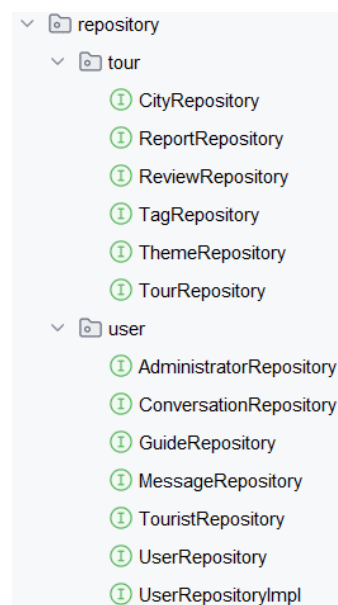 repository
tour
CityRepository
ReportRepository
ReviewRepository
TagRepository
ThemeRepository
TourRepository
user
AdministratorRepository
ConversationRepository
GuideRepository
MessageRepository
TouristRepository
UserRepository
UserRepositoryImpl